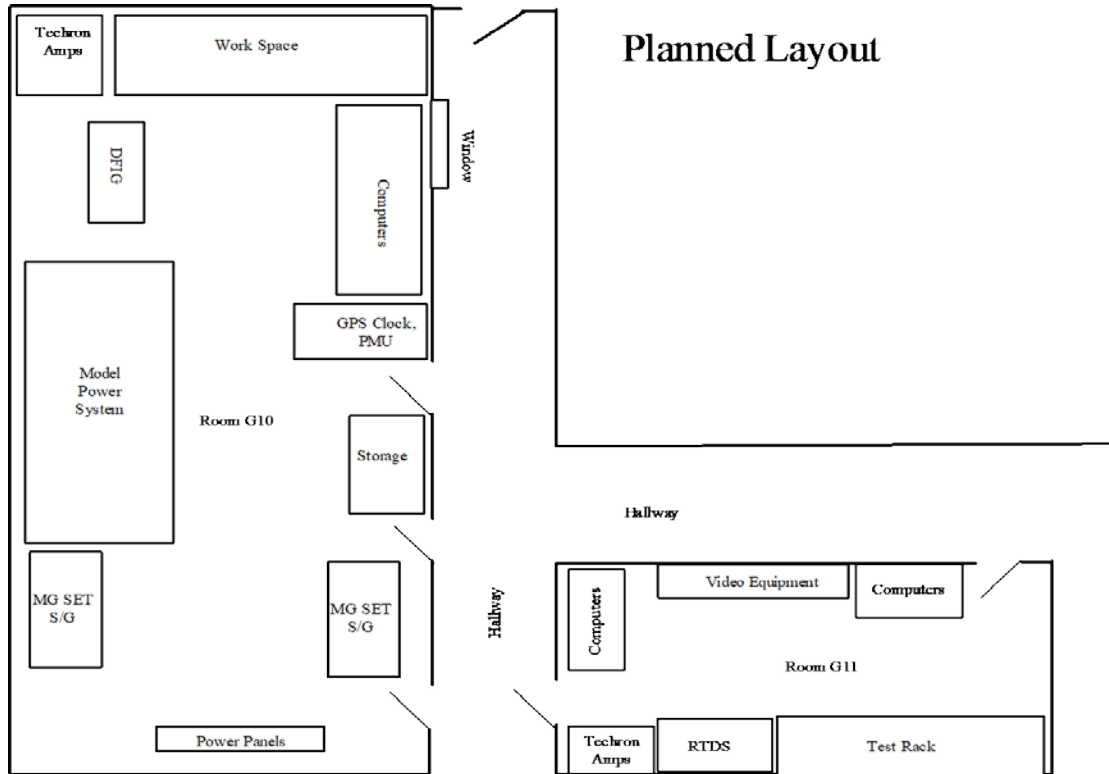 Planned Layout
Techron
Amps
Work Space
DFIG
Computers
Window
GPS Clock,
PMU
Model
Power
System
Room G10
Storage
Hallway
MG SET
S/G
MG SET
S/G
Hallway
Power Panels
Computers
Video Equipment
Computers
Room G11
Techron
Amps
RTDS
Test Rack